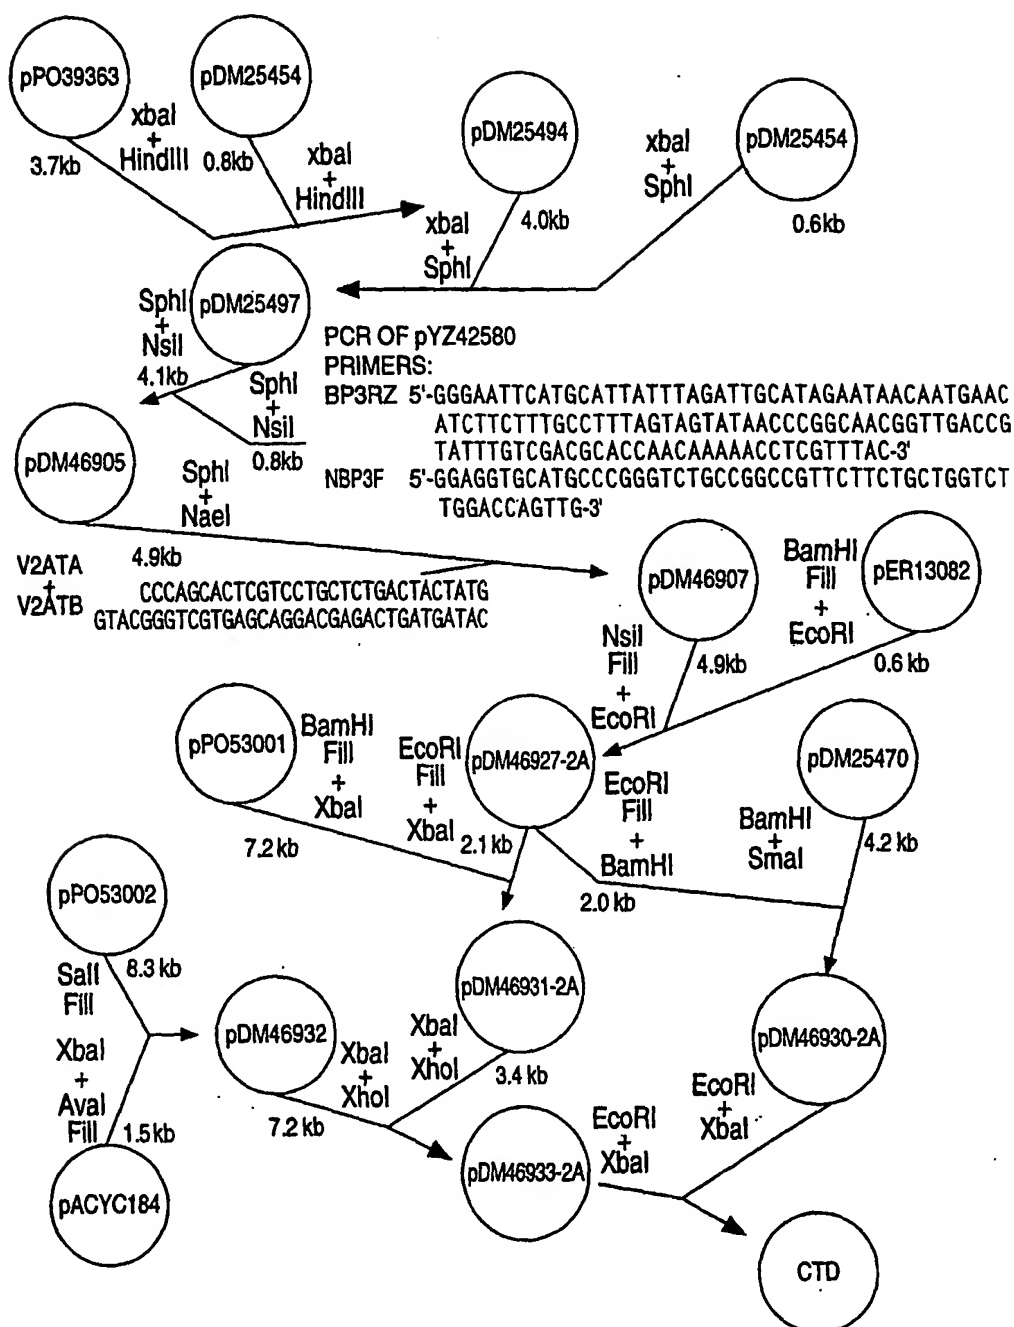 pPO39363
pDM25454
pDM25494
pDM25454
xbaI
+
HindIII
3.7kb
0.8kb
xbaI
+
HindIII
xbaI
+
SphI
4.0kb
xbaI
+
SphI
0.6kb
pDM25497
SphI
+
NsiI
4.1kb
SphI
+
NsiI
0.8kb
PCR OF pYZ42580
PRIMERS:
BP3RZ 5'-GGGAATTCATGCATTATTTAGATTGCATAGAATAACAATGAAC
ATCTTCTTTGCCTTTAGTAGTATAACCCGGCAACGGTTGACCG
TATTTGTCGACGCACCAACAAAAACCTCGTTTAC-3'
NBP3F 5'-GGAGGTGCATGCCCGGGTCTGCCGGCCGTTCTTCTGCTGGTCT
TGGACCAGTTG-3'
pDM46905
SphI
+
NaeI
4.9kb
V2ATA
+
V2ATB
CCCAGCACTCGTCCTGCTCTGACTACTATG
GTACGGGTCGTGAGCAGGACGAGACTGATGATAC
pDM46907
pER13082
BamHI
Fill
+
EcoRI
NsiI
Fill
+
EcoRI
4.9kb
0.6 kb
pPO53001
BamHI
Fill
+
XbaI
7.2 kb
EcoRI
Fill
+
XbaI
2.1 kb
pDM46927-2A
EcoRI
Fill
+
BamHI
2.0 kb
pDM25470
BamHI
+
SmaI
4.2 kb
pPO53002
8.3 kb
SalI
Fill
XbaI
+
AvaI
Fill
1.5kb
pACYC184
pDM46932
XbaI
+
XhoI
7.2 kb
pDM46931-2A
XbaI
+
XhoI
3.4 kb
pDM46930-2A
EcoRI
+
XbaI
pDM46933-2A
EcoRI
+
XbaI
CTD